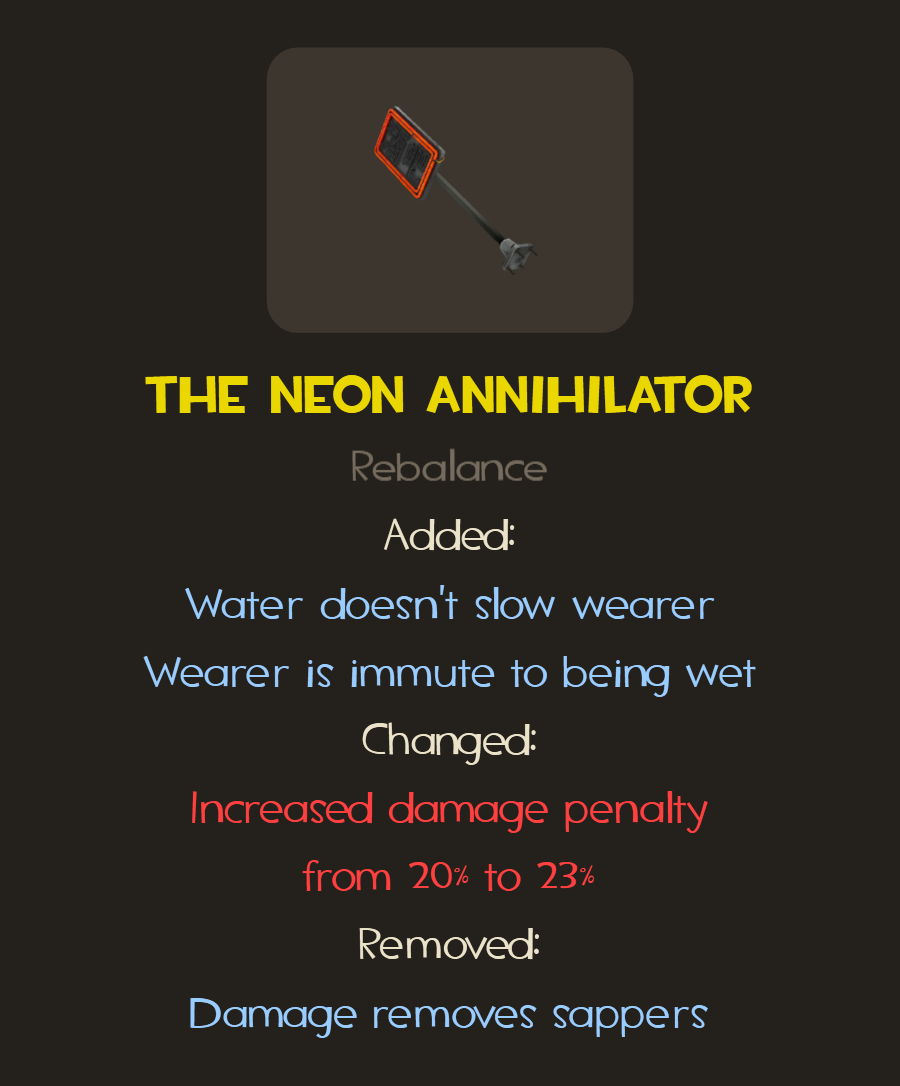 THE NEON ANNIHILATOR
Rebalance
Added:
Water doesn't slow wearer
Wearer is immute to being wet
Changed:
Increased damage penalty
from 20% to 23%
Removed:
Damage removes sappers